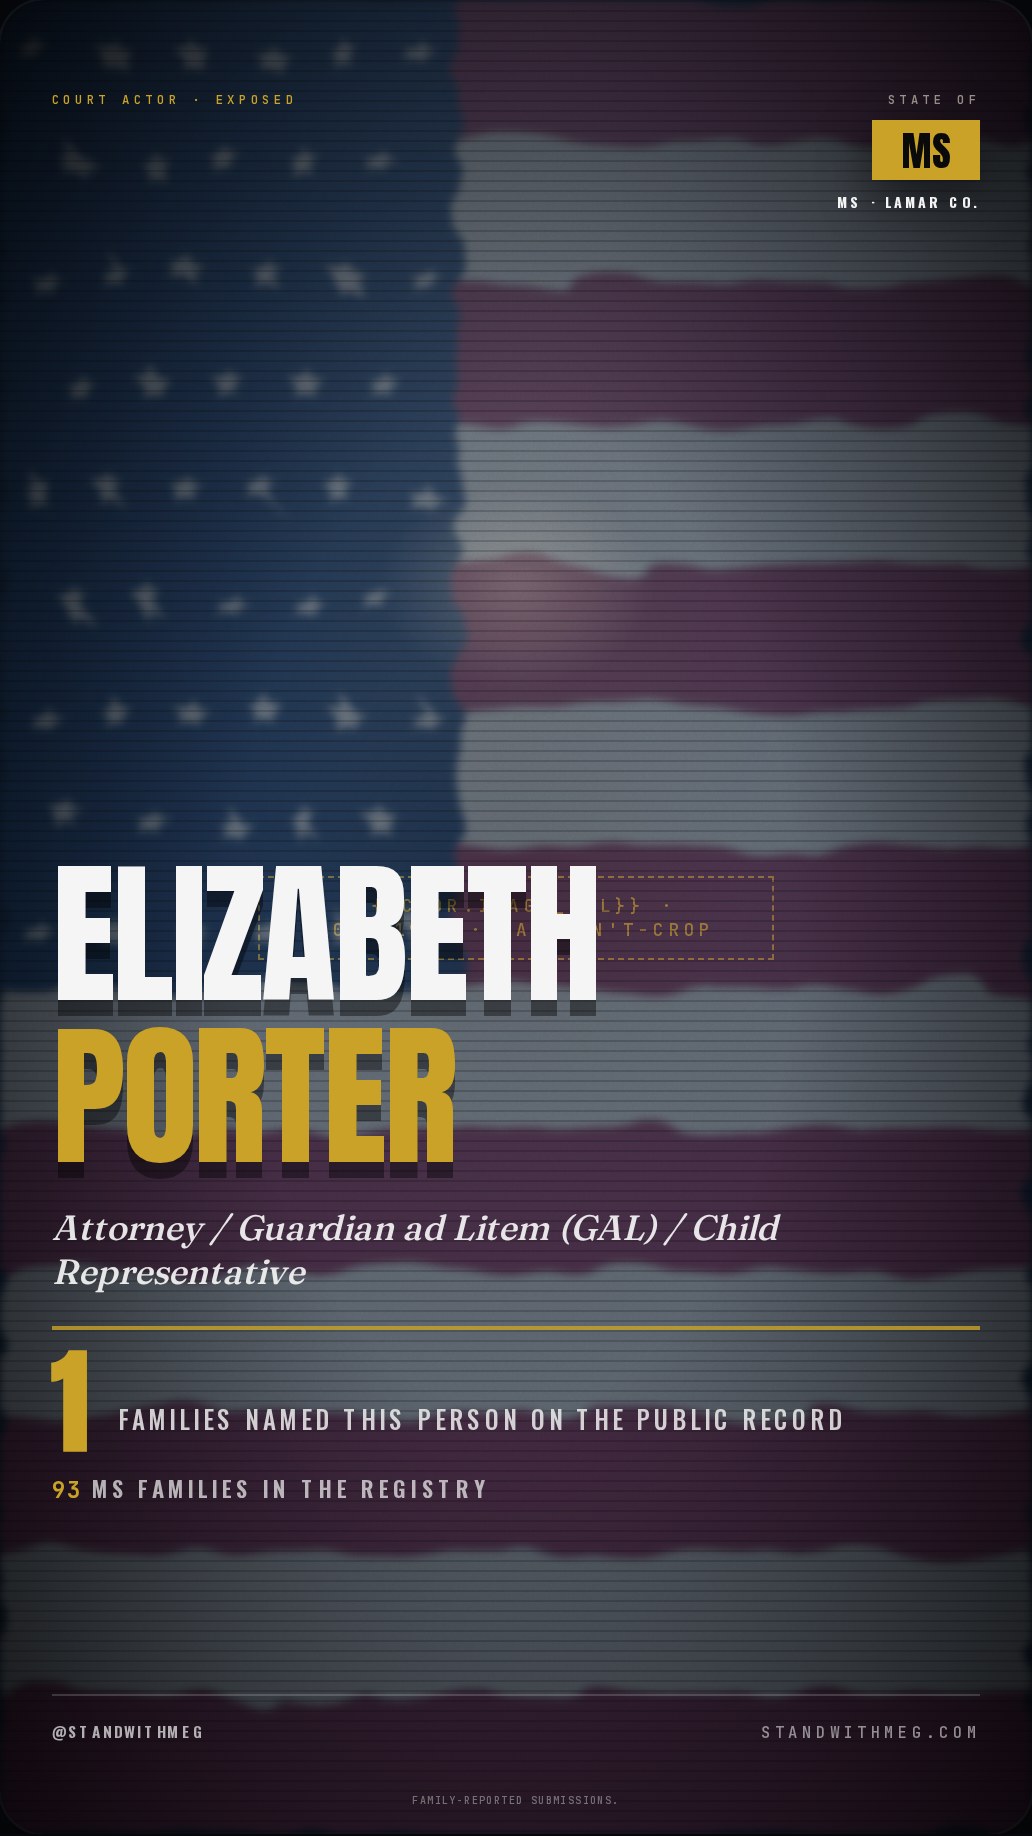 COURT ACTOR · EXPOSED
STATE OF
MS
MS · LAMAR CO.
ELIZABETH
PORTER
Attorney / Guardian ad Litem (GAL) / Child
Representative
1 FAMILIES NAMED THIS PERSON ON THE PUBLIC RECORD
93 MS FAMILIES IN THE REGISTRY
@STANDWITHMEG
STANDWITHMEG.COM
FAMILY-REPORTED SUBMISSIONS.